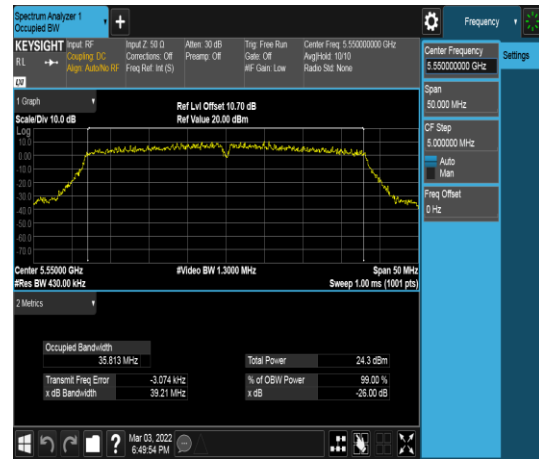 Spectrum Analyzer 1
Occupied BW
+
Frequency
KEYSIGHT
RL
Input: RF
Coupling: DC
Align: Auto/No RF
Input Z: 50 Ω
Corrections: Off
Freq Ref: Int (S)
Atten: 30 dB
Preamp: Off
Trig: Free Run
Gate: Off
#IF Gain: Low
Center Freq: 5.550000000 GHz
Avg|Hold: 10/10
Radio Std: None
Center Frequency
5.550000000 GHz
Settings
Span
50.000 MHz
CF Step
5.000000 MHz
Auto
Man
Freq Offset
0 Hz
1 Graph
Scale/Div 10.0 dB
Ref Lvl Offset 10.70 dB
Ref Value 20.00 dBm
Log
10.0
0.00
-10.0
-20.0
-30.0
-40.0
-50.0
-60.0
-70.0
Center 5.55000 GHz
#Res BW 430.00 kHz
#Video BW 1.3000 MHz
Span 50 MHz
Sweep 1.00 ms (1001 pts)
2 Metrics
Occupied Bandwidth
35.813 MHz
Total Power
24.3 dBm
Transmit Freq Error
-3.074 kHz
% of OBW Power
99.00 %
x dB Bandwidth
39.21 MHz
x dB
-26.00 dB
?
Mar 03, 2022
6:49:54 PM